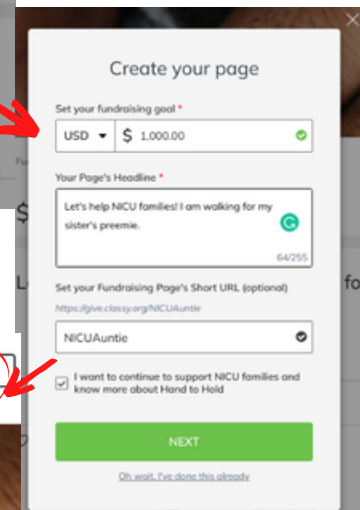 Create your page
Set your fundraising goal *
USD $ 1,000.00
Fu
Your Page's Headline *
Let's help NICU families! I am walking for my
sister's preemie.
64/255
$
L
fo
Set your Fundraising Page's Short URL (optional)
https://give.classy.org/NICUAuntie
NICUAuntie
I want to continue to support NICU families and
know more about Hand to Hold
NEXT
Oh wait, I've done this already